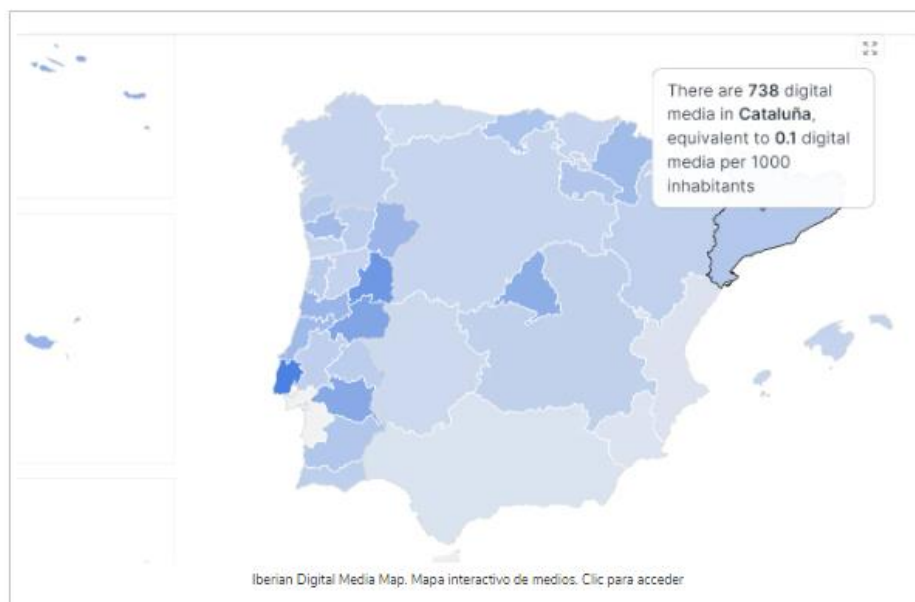 There are 738 digital
media in Cataluña,
equivalent to 0.1 digital
media per 1000
inhabitants
Iberian Digital Media Map. Mapa interactivo de medios. Clic para acceder